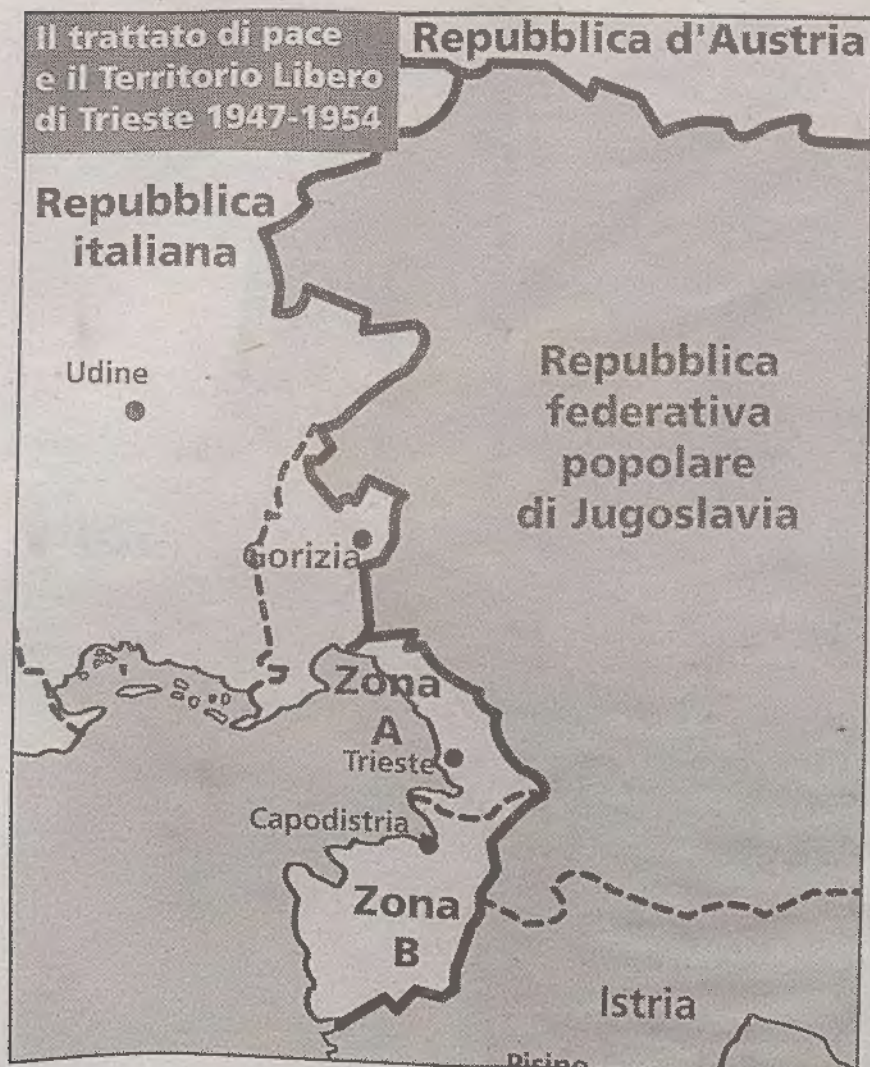 Il trattato di pace
e il Territorio Libero
di Trieste 1947-1954
Repubblica d'Austria
Repubblica
italiana
Udine
Repubblica
federativa
popolare
di Jugoslavia
Gorizia
Zona
A
Trieste
Capodistria
Zona
B
Istria
Pisino